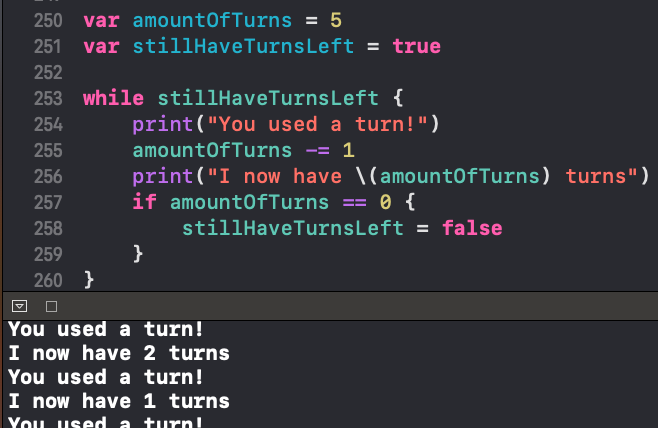 250 var amountOfTurns = 5
251 var stillHaveTurnsLeft = true
252
253 while stillHaveTurnsLeft {
254     print("You used a turn!")
255     amountOfTurns -= 1
256     print("I now have \(amountOfTurns) turns")
257     if amountOfTurns == 0 {
258         stillHaveTurnsLeft = false
259     }
260 }
You used a turn!
I now have 2 turns
You used a turn!
I now have 1 turns
You used a turn!